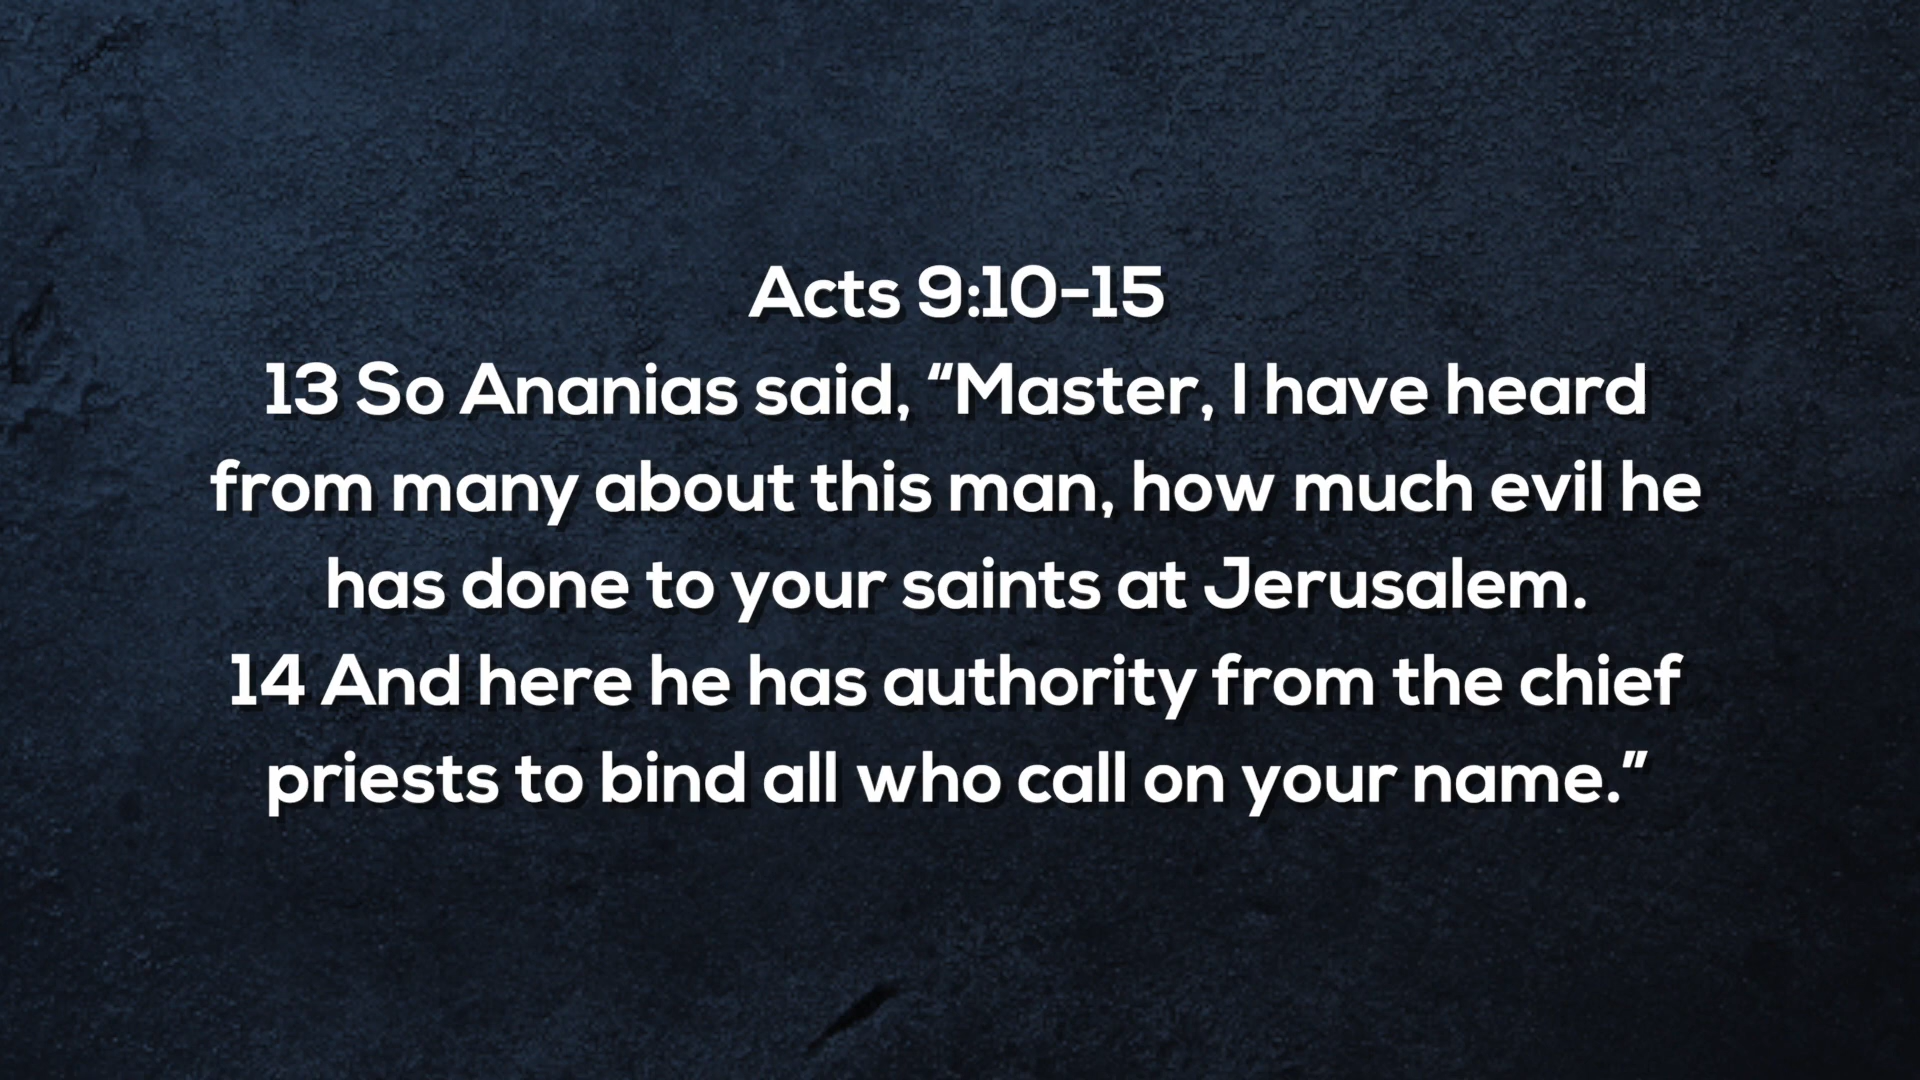 Acts 9:10-15
13 So Ananias said, “Master, I have heard
from many about this man, how much evil he
has done to your saints at Jerusalem.
14 And here he has authority from the chief
priests to bind all who call on your name.”